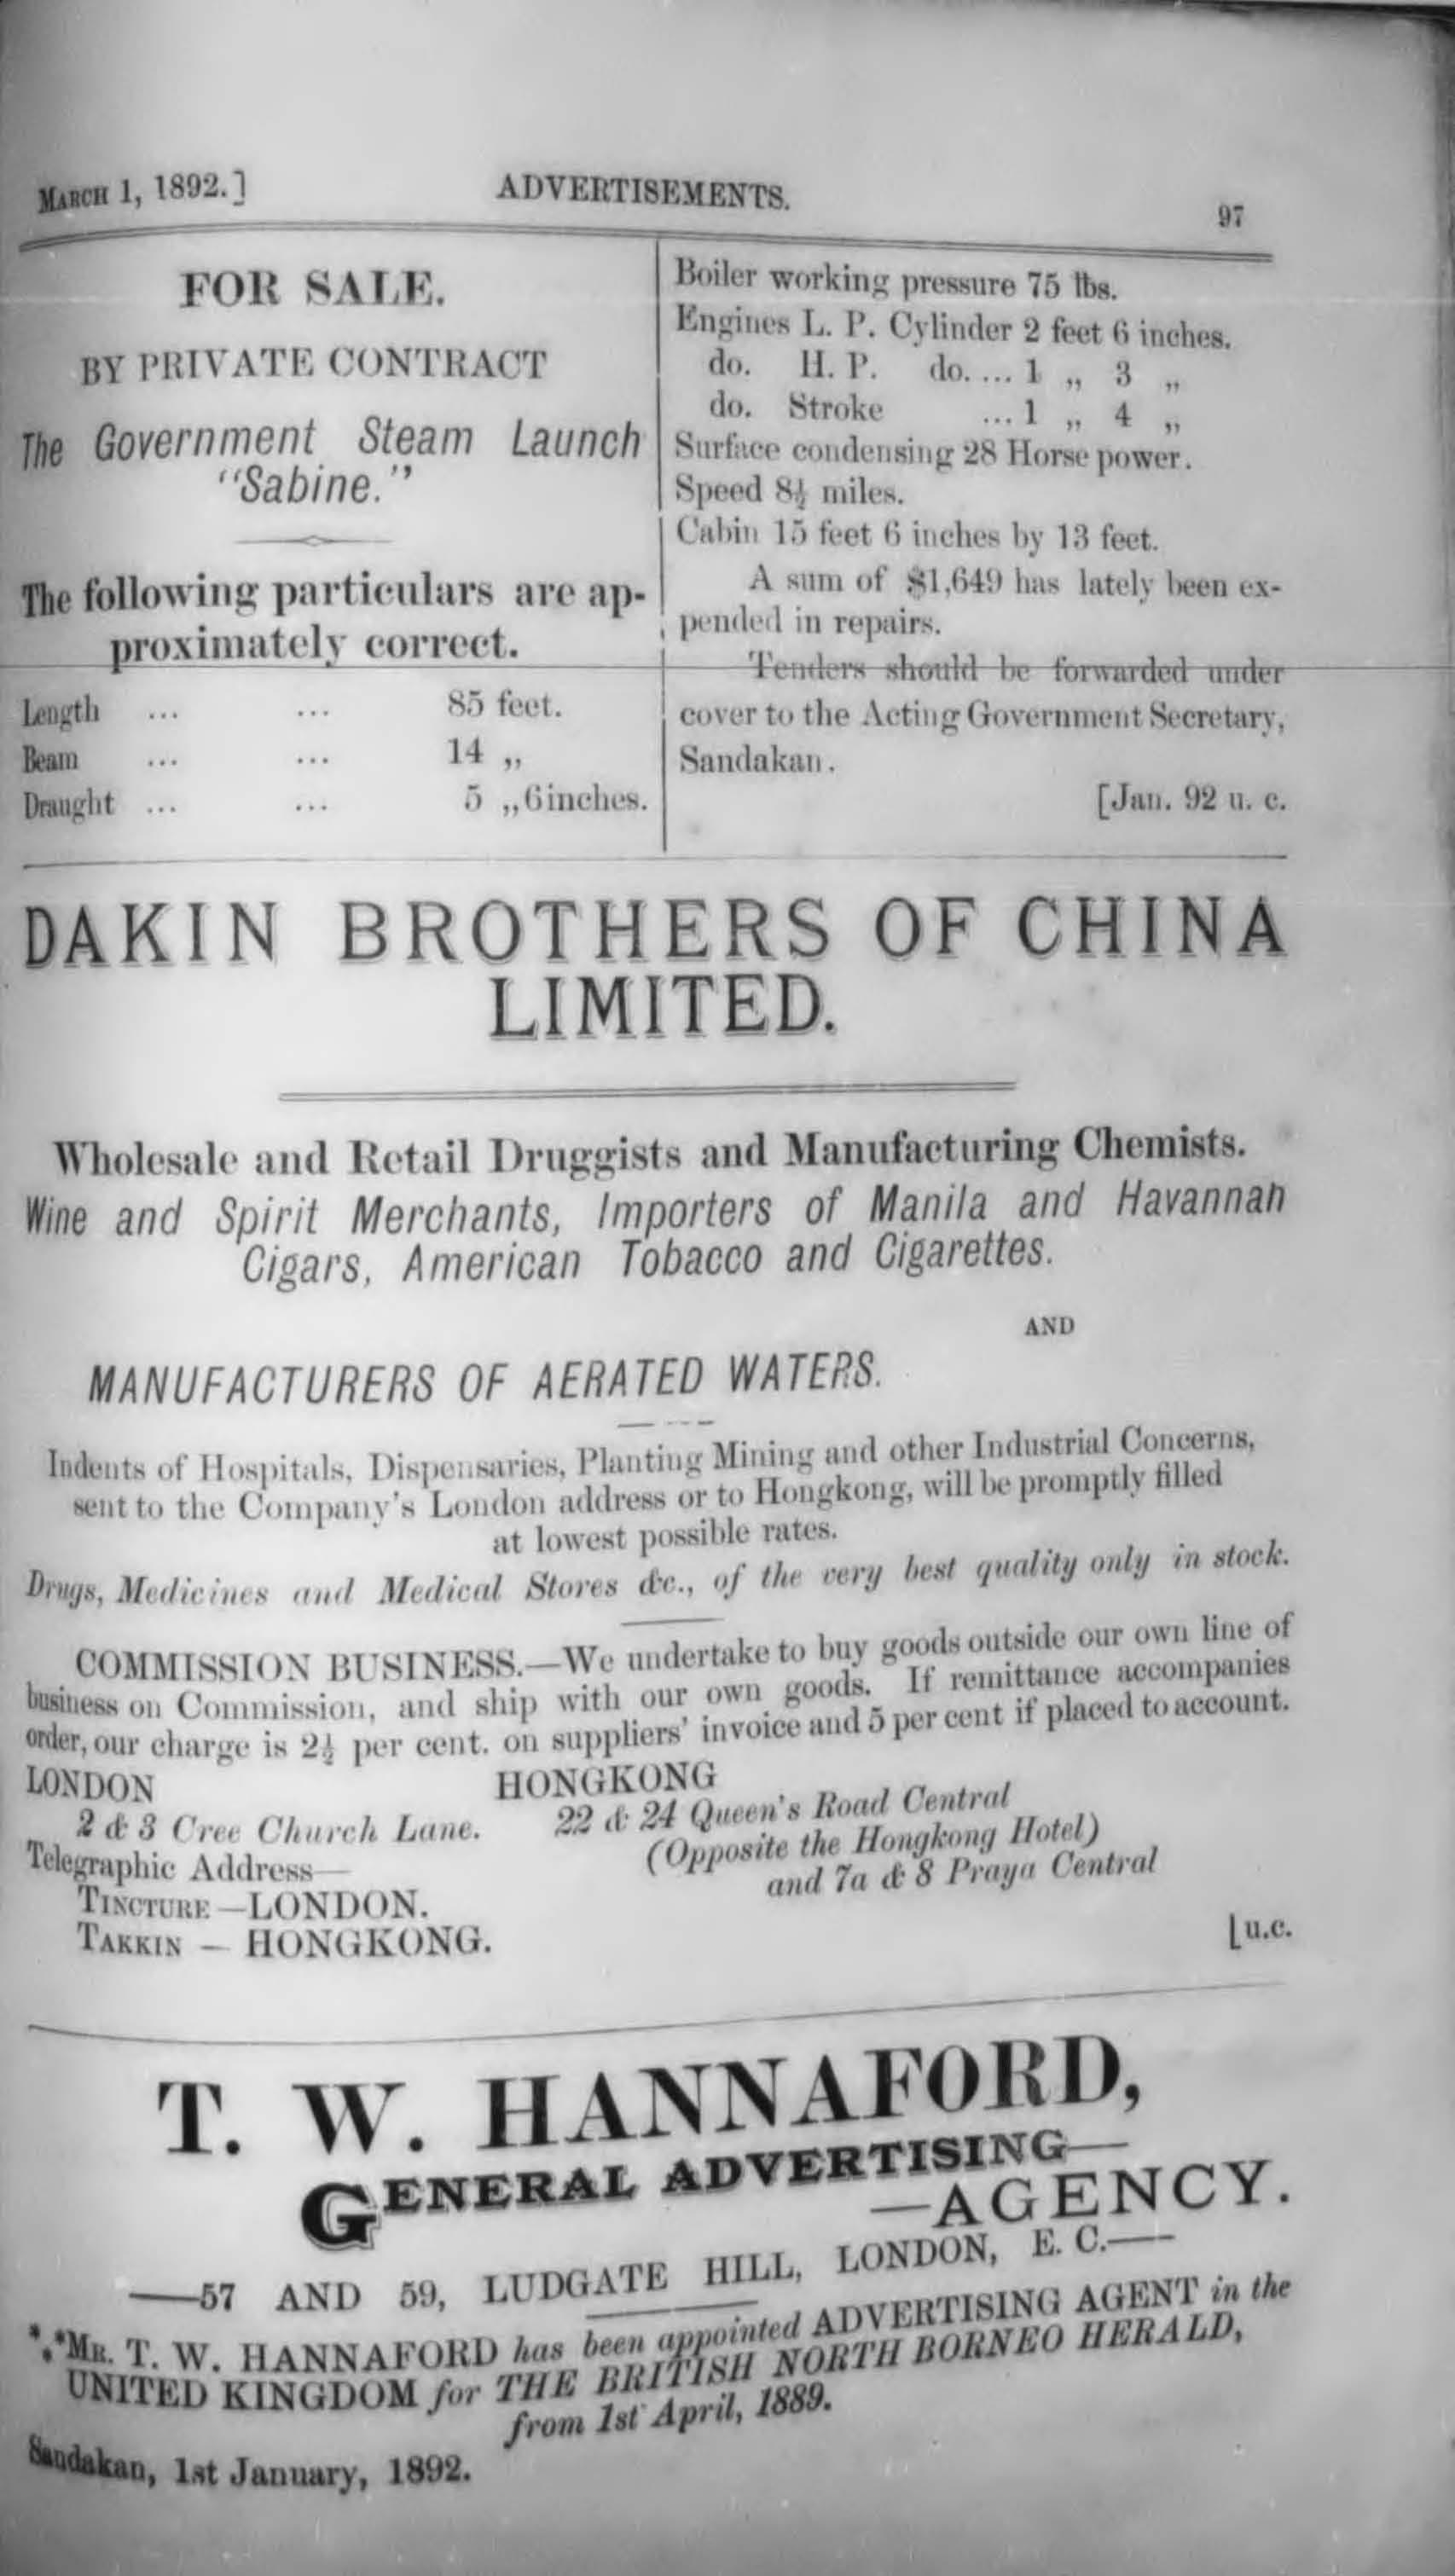 MARCH 1, 1892.]
ADVERTISEMENTS.
97
FOR SALE.
BY PRIVATE CONTRACT
The Government Steam Launch
"Sabine."
The following particulars are ap-
proximately correct.
Length ... ... 85 feet.
Beam ... ... 14 „
Draught ... ... 5 „ 6 inches.
Boiler working pressure 75 lbs.
Engines L. P. Cylinder 2 feet 6 inches.
do. H. P. do. ... 1 „ 3 „
do. Stroke ... 1 „ 4 „
Surface condensing 28 Horse power.
Speed 8½ miles.
Cabin 15 feet 6 inches by 13 feet.
A sum of $1,649 has lately been ex-
pended in repairs.
Tenders should be forwarded under
cover to the Acting Government Secretary,
Sandakan.
[Jan. 92 u. c.
DAKIN BROTHERS OF CHINA
LIMITED.
Wholesale and Retail Druggists and Manufacturing Chemists.
Wine and Spirit Merchants, Importers of Manila and Havannah
Cigars, American Tobacco and Cigarettes.
AND
MANUFACTURERS OF AERATED WATERS.
Indents of Hospitals, Dispensaries, Planting Mining and other Industrial Concerns,
sent to the Company's London address or to Hongkong, will be promptly filled
at lowest possible rates.
Drugs, Medicines and Medical Stores &c., of the very best quality only in stock.
COMMISSION BUSINESS.—We undertake to buy goods outside our own line of
business on Commission, and ship with our own goods. If remittance accompanies
order, our charge is 2½ per cent. on suppliers' invoice and 5 per cent if placed to account.
LONDON
2 & 3 Cree Church Lane.
Telegraphic Address—
TINCTURE—LONDON.
TAKKIN — HONGKONG.
HONGKONG
22 & 24 Queen's Road Central
(Opposite the Hongkong Hotel)
and 7a & 8 Praya Central
[u.c.
T. W. HANNAFORD,
GENERAL ADVERTISING—
—AGENCY.
—57 AND 59, LUDGATE HILL, LONDON, E. C.—
*.*MR. T. W. HANNAFORD has been appointed ADVERTISING AGENT in the
UNITED KINGDOM for THE BRITISH NORTH BORNEO HERALD,
from 1st April, 1889.
Sandakan, 1st January, 1892.